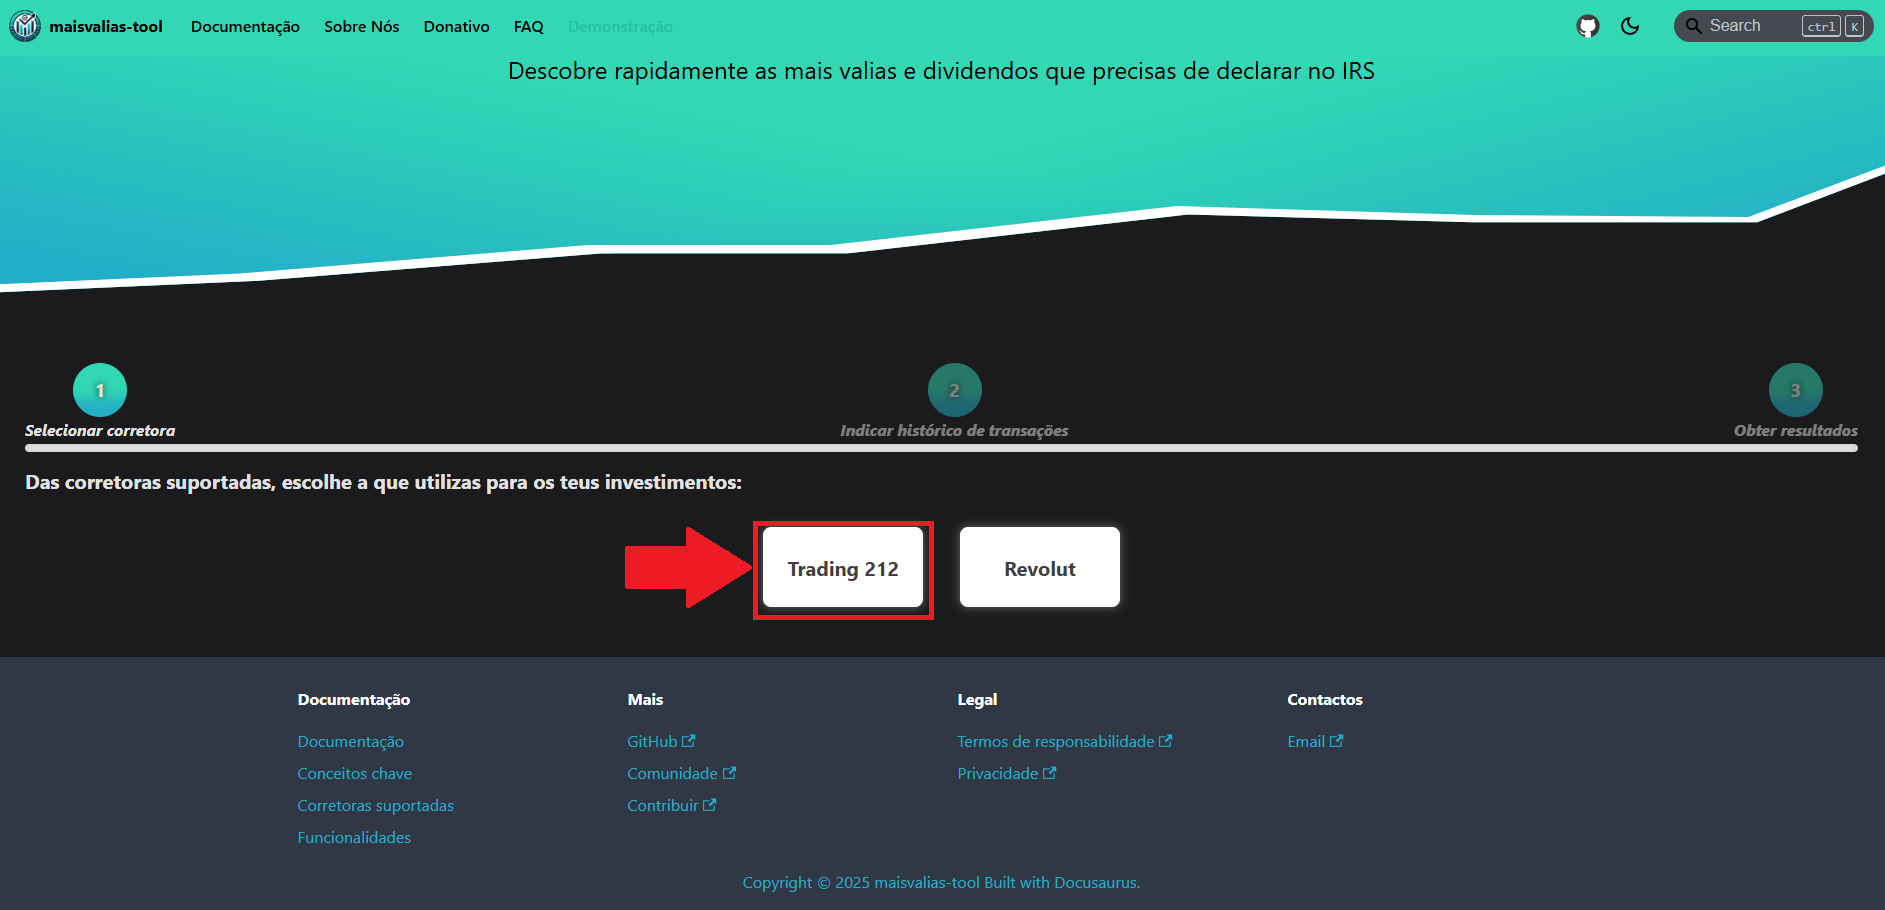 maisvalias-tool Documentação Sobre Nós Donativo FAQ Demonstração Search ctrl K
Descobre rapidamente as mais valias e dividendos que precisas de declarar no IRS
1 2 3
Selecionar corretora Indicar histórico de transações Obter resultados
Das corretoras suportadas, escolhe a que utilizas para os teus investimentos:
Trading 212 Revolut
Documentação Mais Legal Contactos
Documentação GitHub Termos de responsabilidade Email
Conceitos chave Comunidade Privacidade
Corretoras suportadas Contribuir
Funcionalidades
Copyright © 2025 maisvalias-tool Built with Docusaurus.